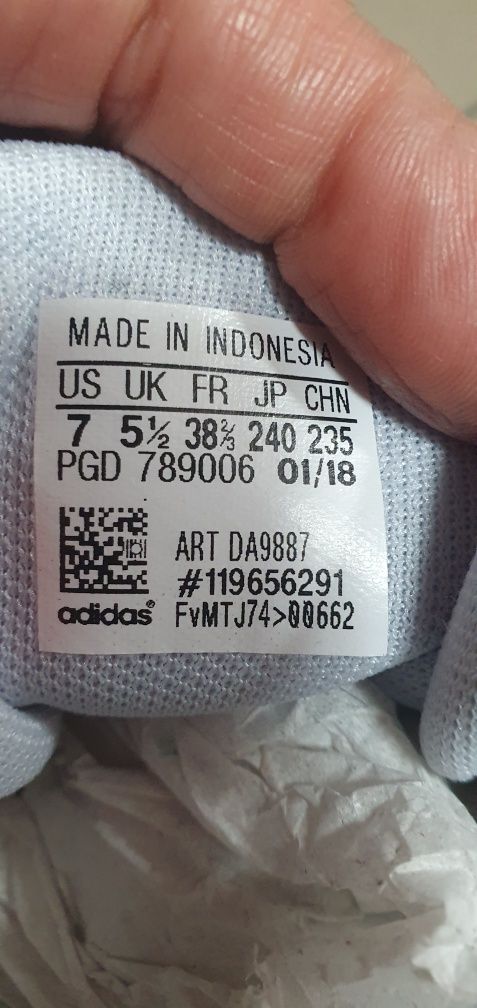 MADE IN INDONESIA
US UK FR JP CHN
7 5½ 38⅔ 240 235
PGD 789006 01/18
ART DA9887
#119656291
adidas® FvMTJ74>00662